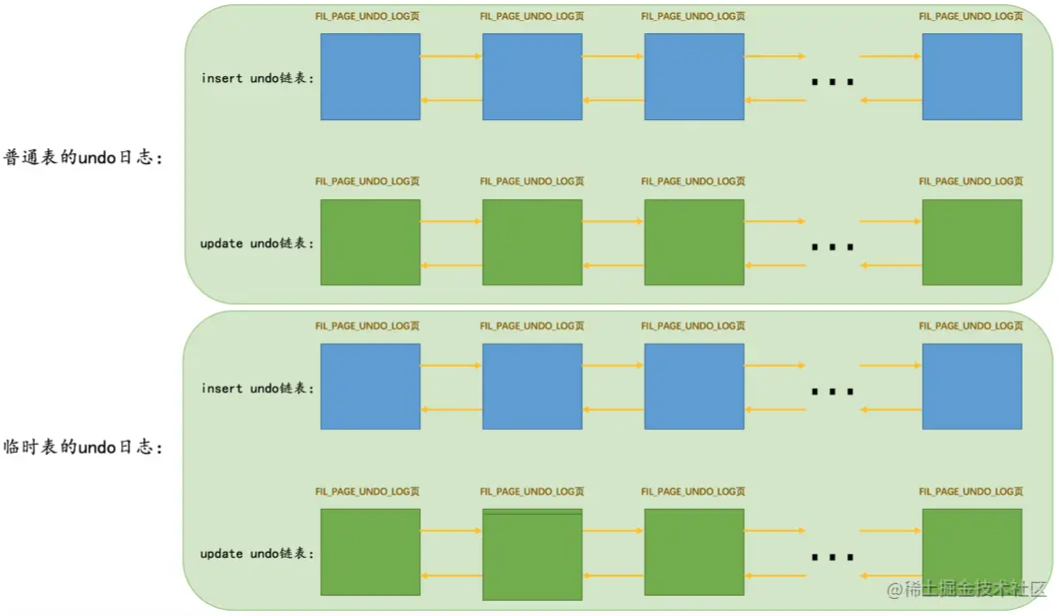 FIL_PAGE_UNDO_LOG页 FIL_PAGE_UNDO_LOG页 FIL_PAGE_UNDO_LOG页 FIL_PAGE_UNDO_LOG页
insert undo链表:
...
普通表的undo日志:
FIL_PAGE_UNDO_LOG页 FIL_PAGE_UNDO_LOG页 FIL_PAGE_UNDO_LOG页 FIL_PAGE_UNDO_LOG页
update undo链表:
...
FIL_PAGE_UNDO_LOG页 FIL_PAGE_UNDO_LOG页 FIL_PAGE_UNDO_LOG页 FIL_PAGE_UNDO_LOG页
insert undo链表:
...
临时表的undo日志:
FIL_PAGE_UNDO_LOG页 FIL_PAGE_UNDO_LOG页 FIL_PAGE_UNDO_LOG页 FIL_PAGE_UNDO_LOG页
update undo链表:
...
@稀土掘金技术社区